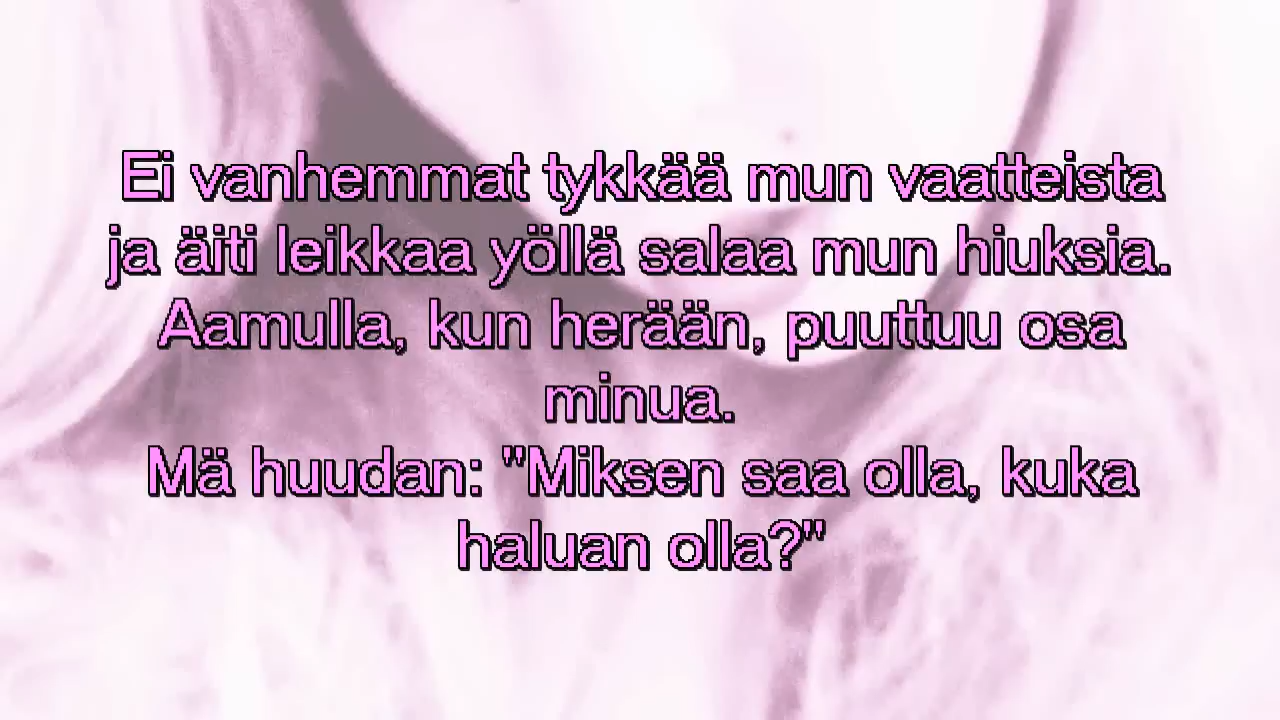 Ei vanhemmat tykkää mun vaatteista
ja äiti leikkaa yöllä salaa mun hiuksia.
Aamulla, kun herään, puuttuu osa
minua.
Mä huudan: "Miksen saa olla, kuka
haluan olla?"